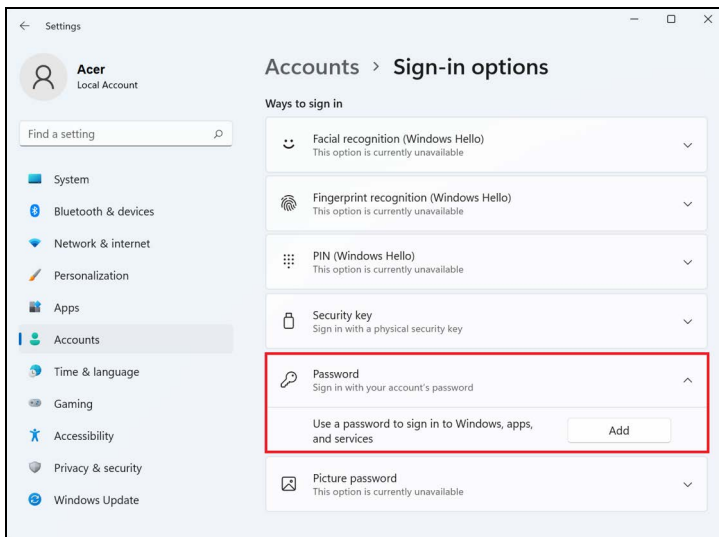 Settings
Acer
Local Account
Find a setting
System
Bluetooth & devices
Network & internet
Personalization
Apps
Accounts
Time & language
Gaming
Accessibility
Privacy & security
Windows Update
Accounts > Sign-in options
Ways to sign in
Facial recognition (Windows Hello)
This option is currently unavailable
Fingerprint recognition (Windows Hello)
This option is currently unavailable
PIN (Windows Hello)
This option is currently unavailable
Security key
Sign in with a physical security key
Password
Sign in with your account's password
Use a password to sign in to Windows, apps,
and services
Add
Picture password
This option is currently unavailable